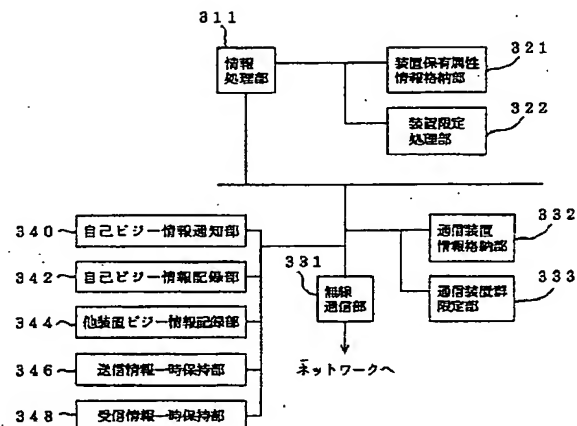 311
情報
処理部
装置保有属性
情報格納部
321
装置限定
処理部
322
340
自己ビジー情報通知部
342
自己ビジー情報記録部
344
他装置ビジー情報記録部
346
送信情報一時保持部
348
受信情報一時保持部
331
無線
通信部
ネットワークへ
通信装置
情報格納部
332
通信装置群
限定部
333